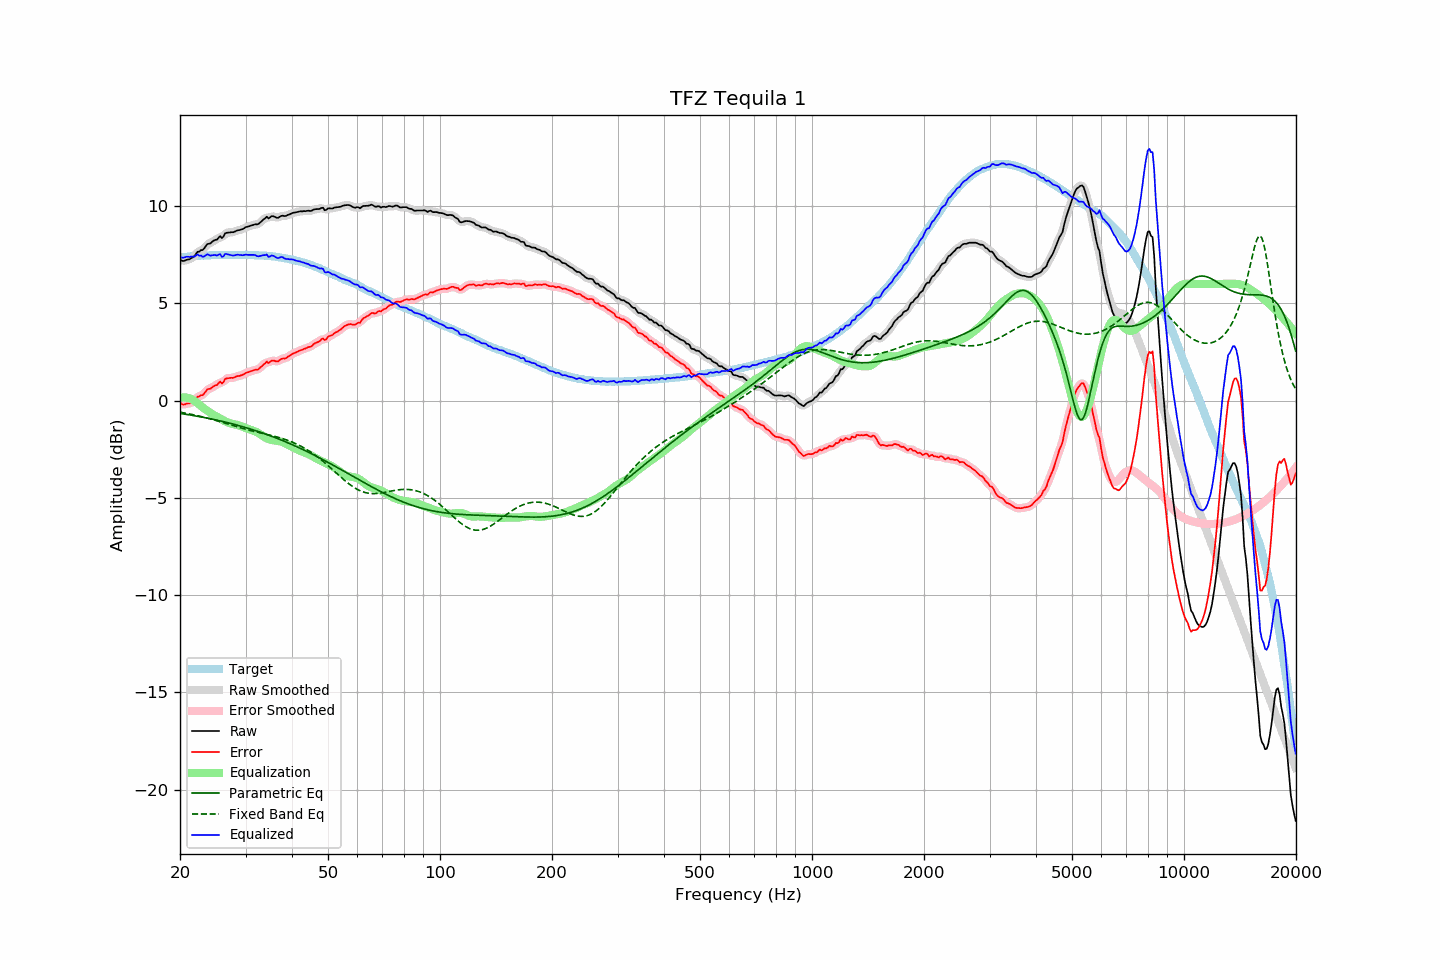 TFZ Tequila 1
Amplitude (dBr)
10
5
0
−5
−10
−15
−20
Target
Raw Smoothed
Error Smoothed
Raw
Error
Equalization
Parametric Eq
Fixed Band Eq
Equalized
20 50 100 200 500 1000 2000 5000 10000 20000
Frequency (Hz)